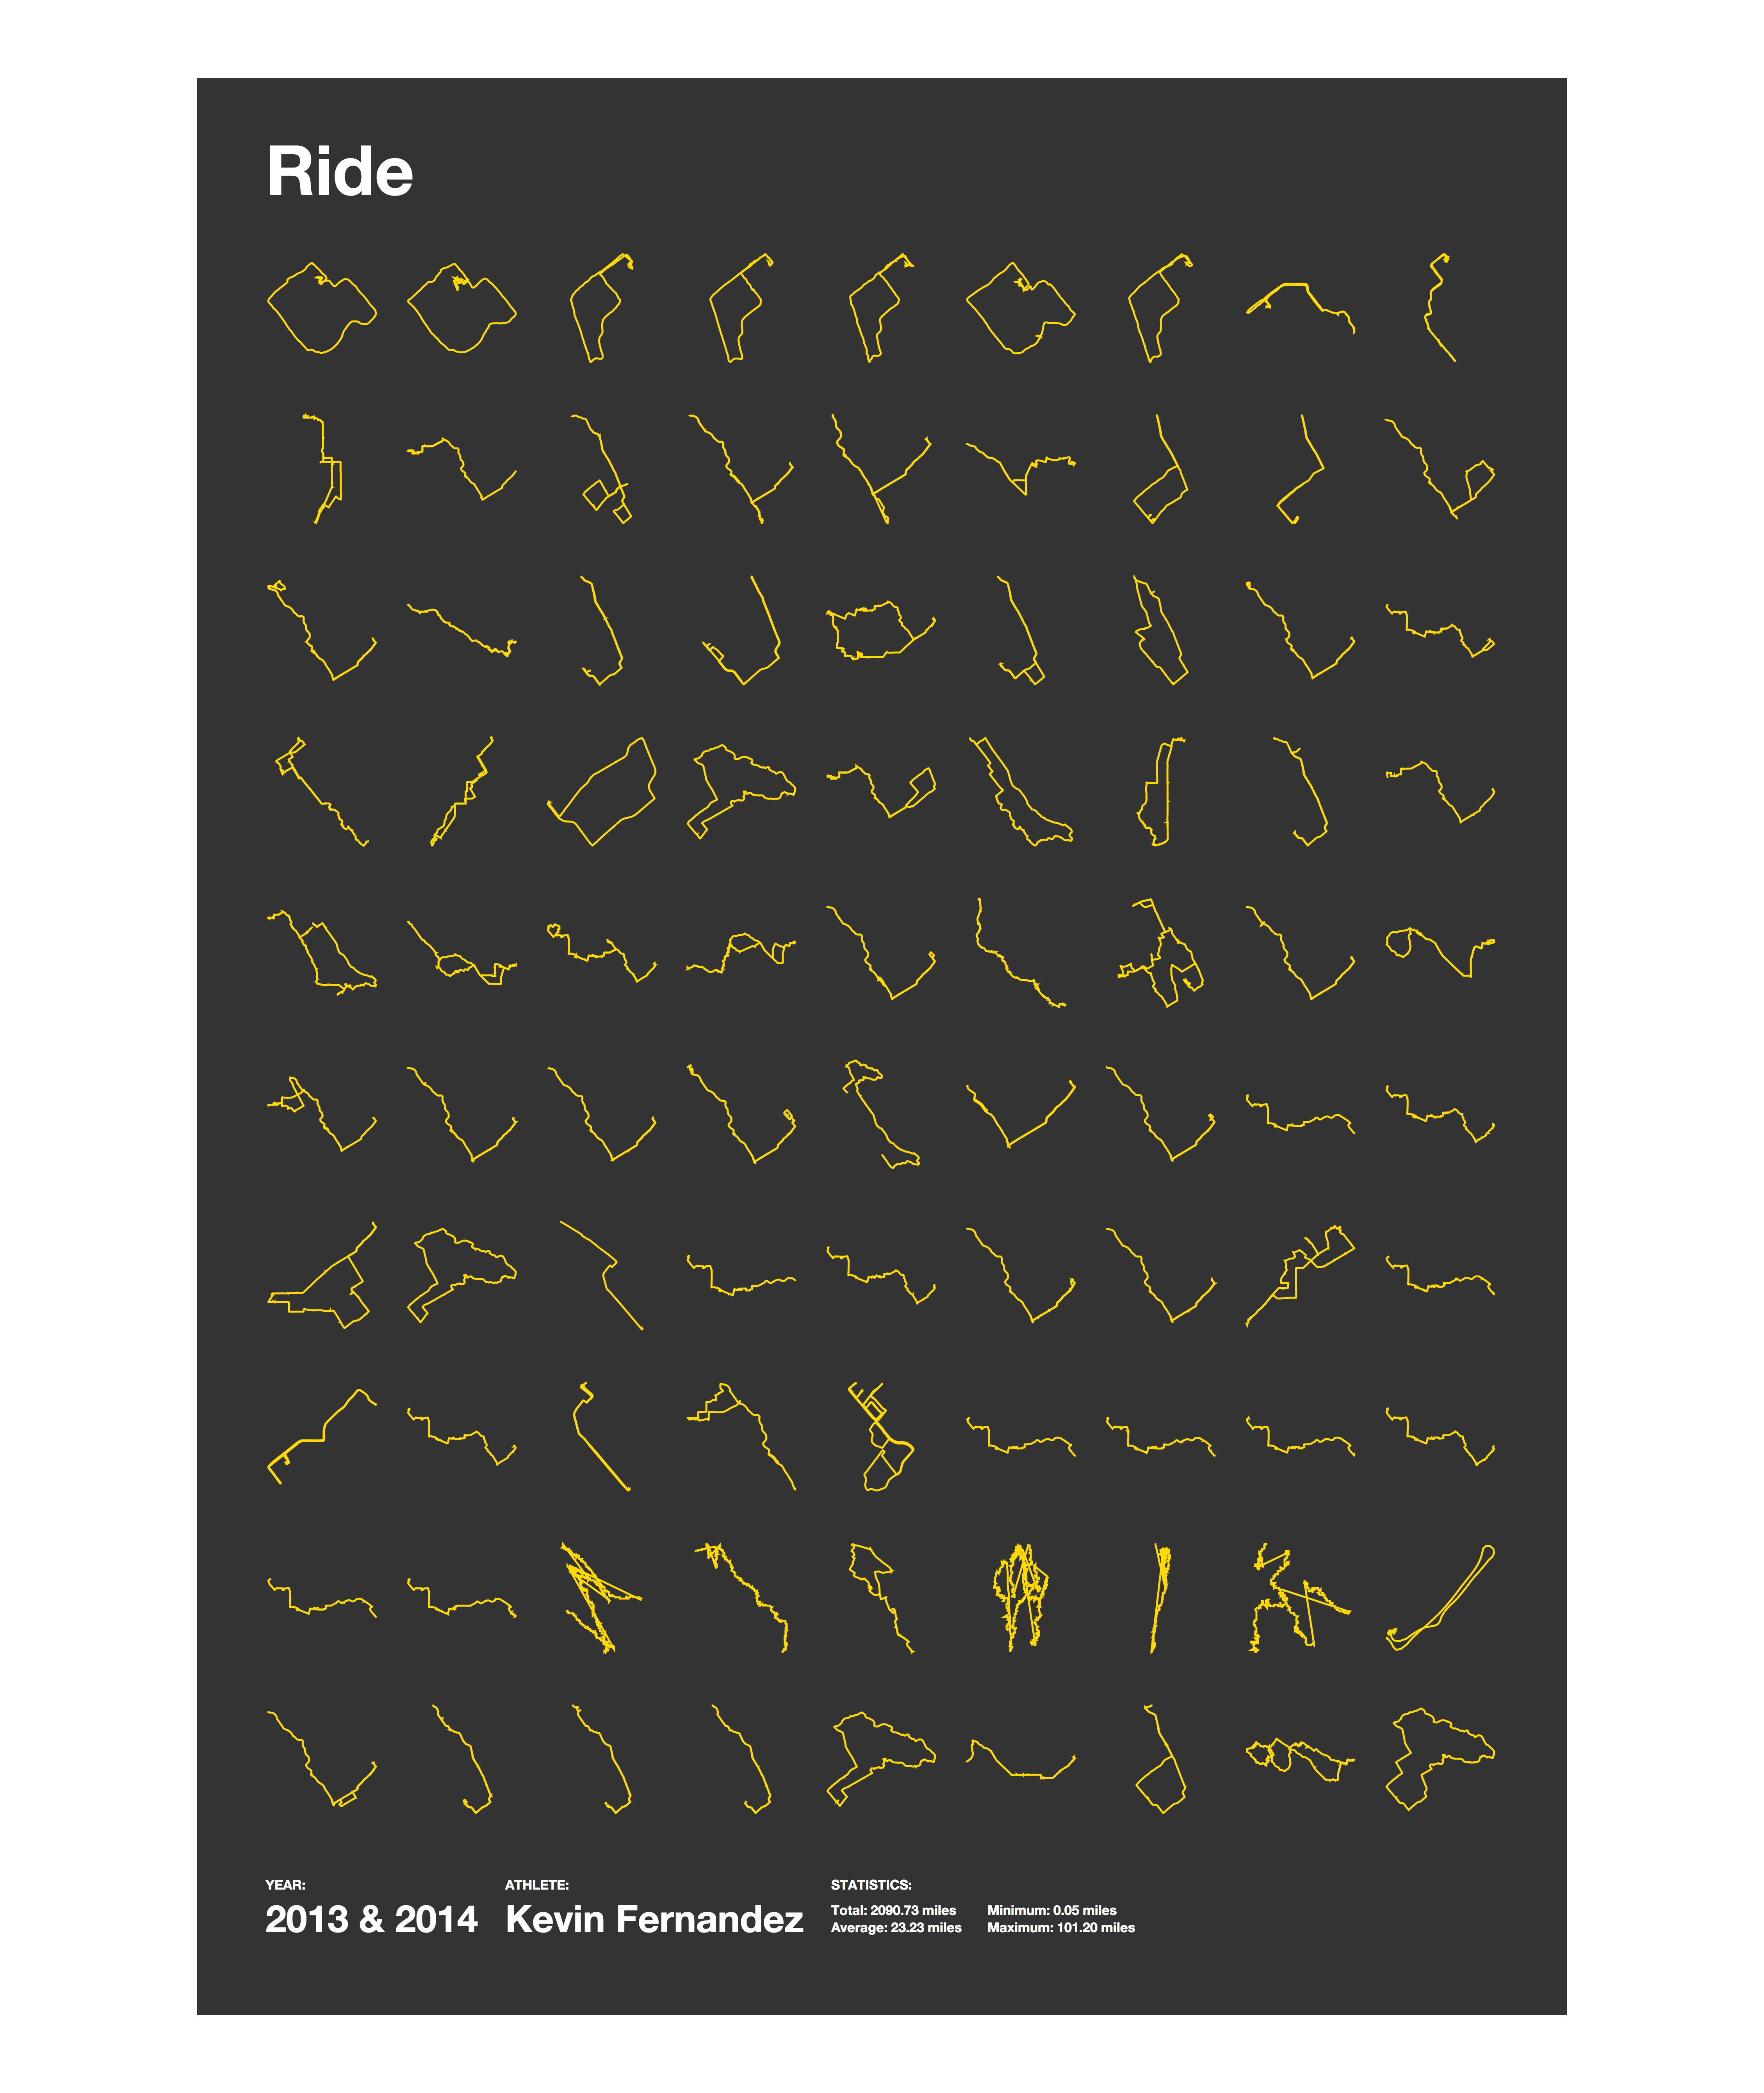 Ride
YEAR:
2013 & 2014
ATHLETE:
Kevin Fernandez
STATISTICS:
Total: 2090.73 miles
Average: 23.23 miles
Minimum: 0.05 miles
Maximum: 101.20 miles